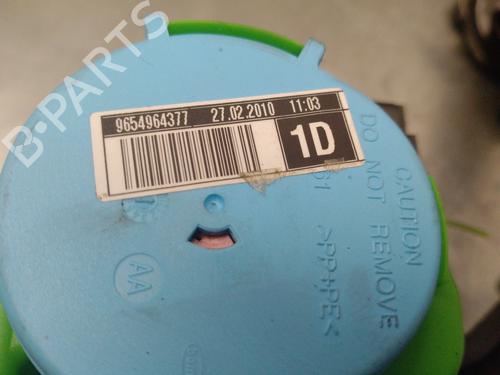 B-PARTS
9654964377 27.02.2010 11:03
1D
CAUTION
DO NOT REMOVE
>PP+PE<
AA